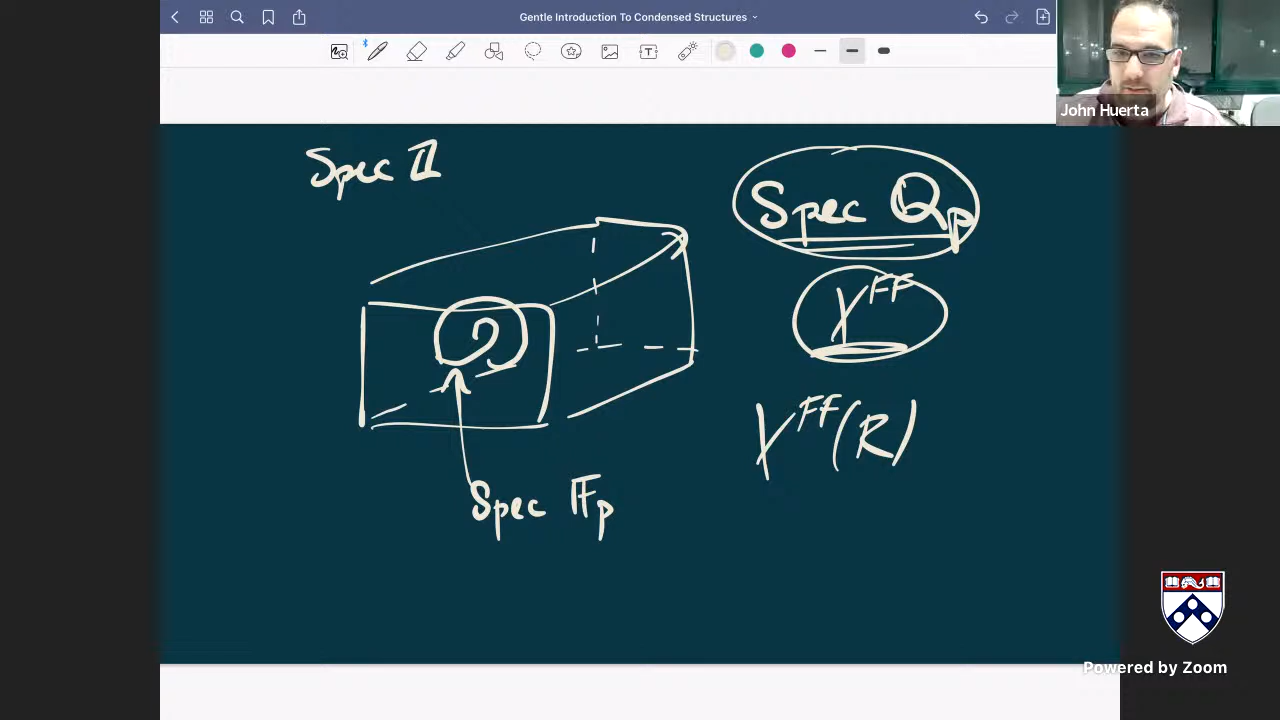 Gentle Introduction To Condensed Structures
John Huerta
Spec ℤ
Spec ℚp
X^FF
X^FF(R)
Spec 𝔽p
Powered by Zoom